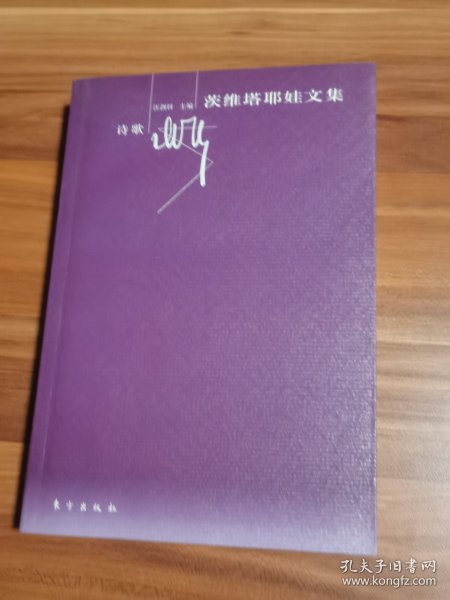 茨维塔耶娃文集
汪剑钊 主编
诗歌
东方出版社
孔夫子旧书网
www.kongfz.com